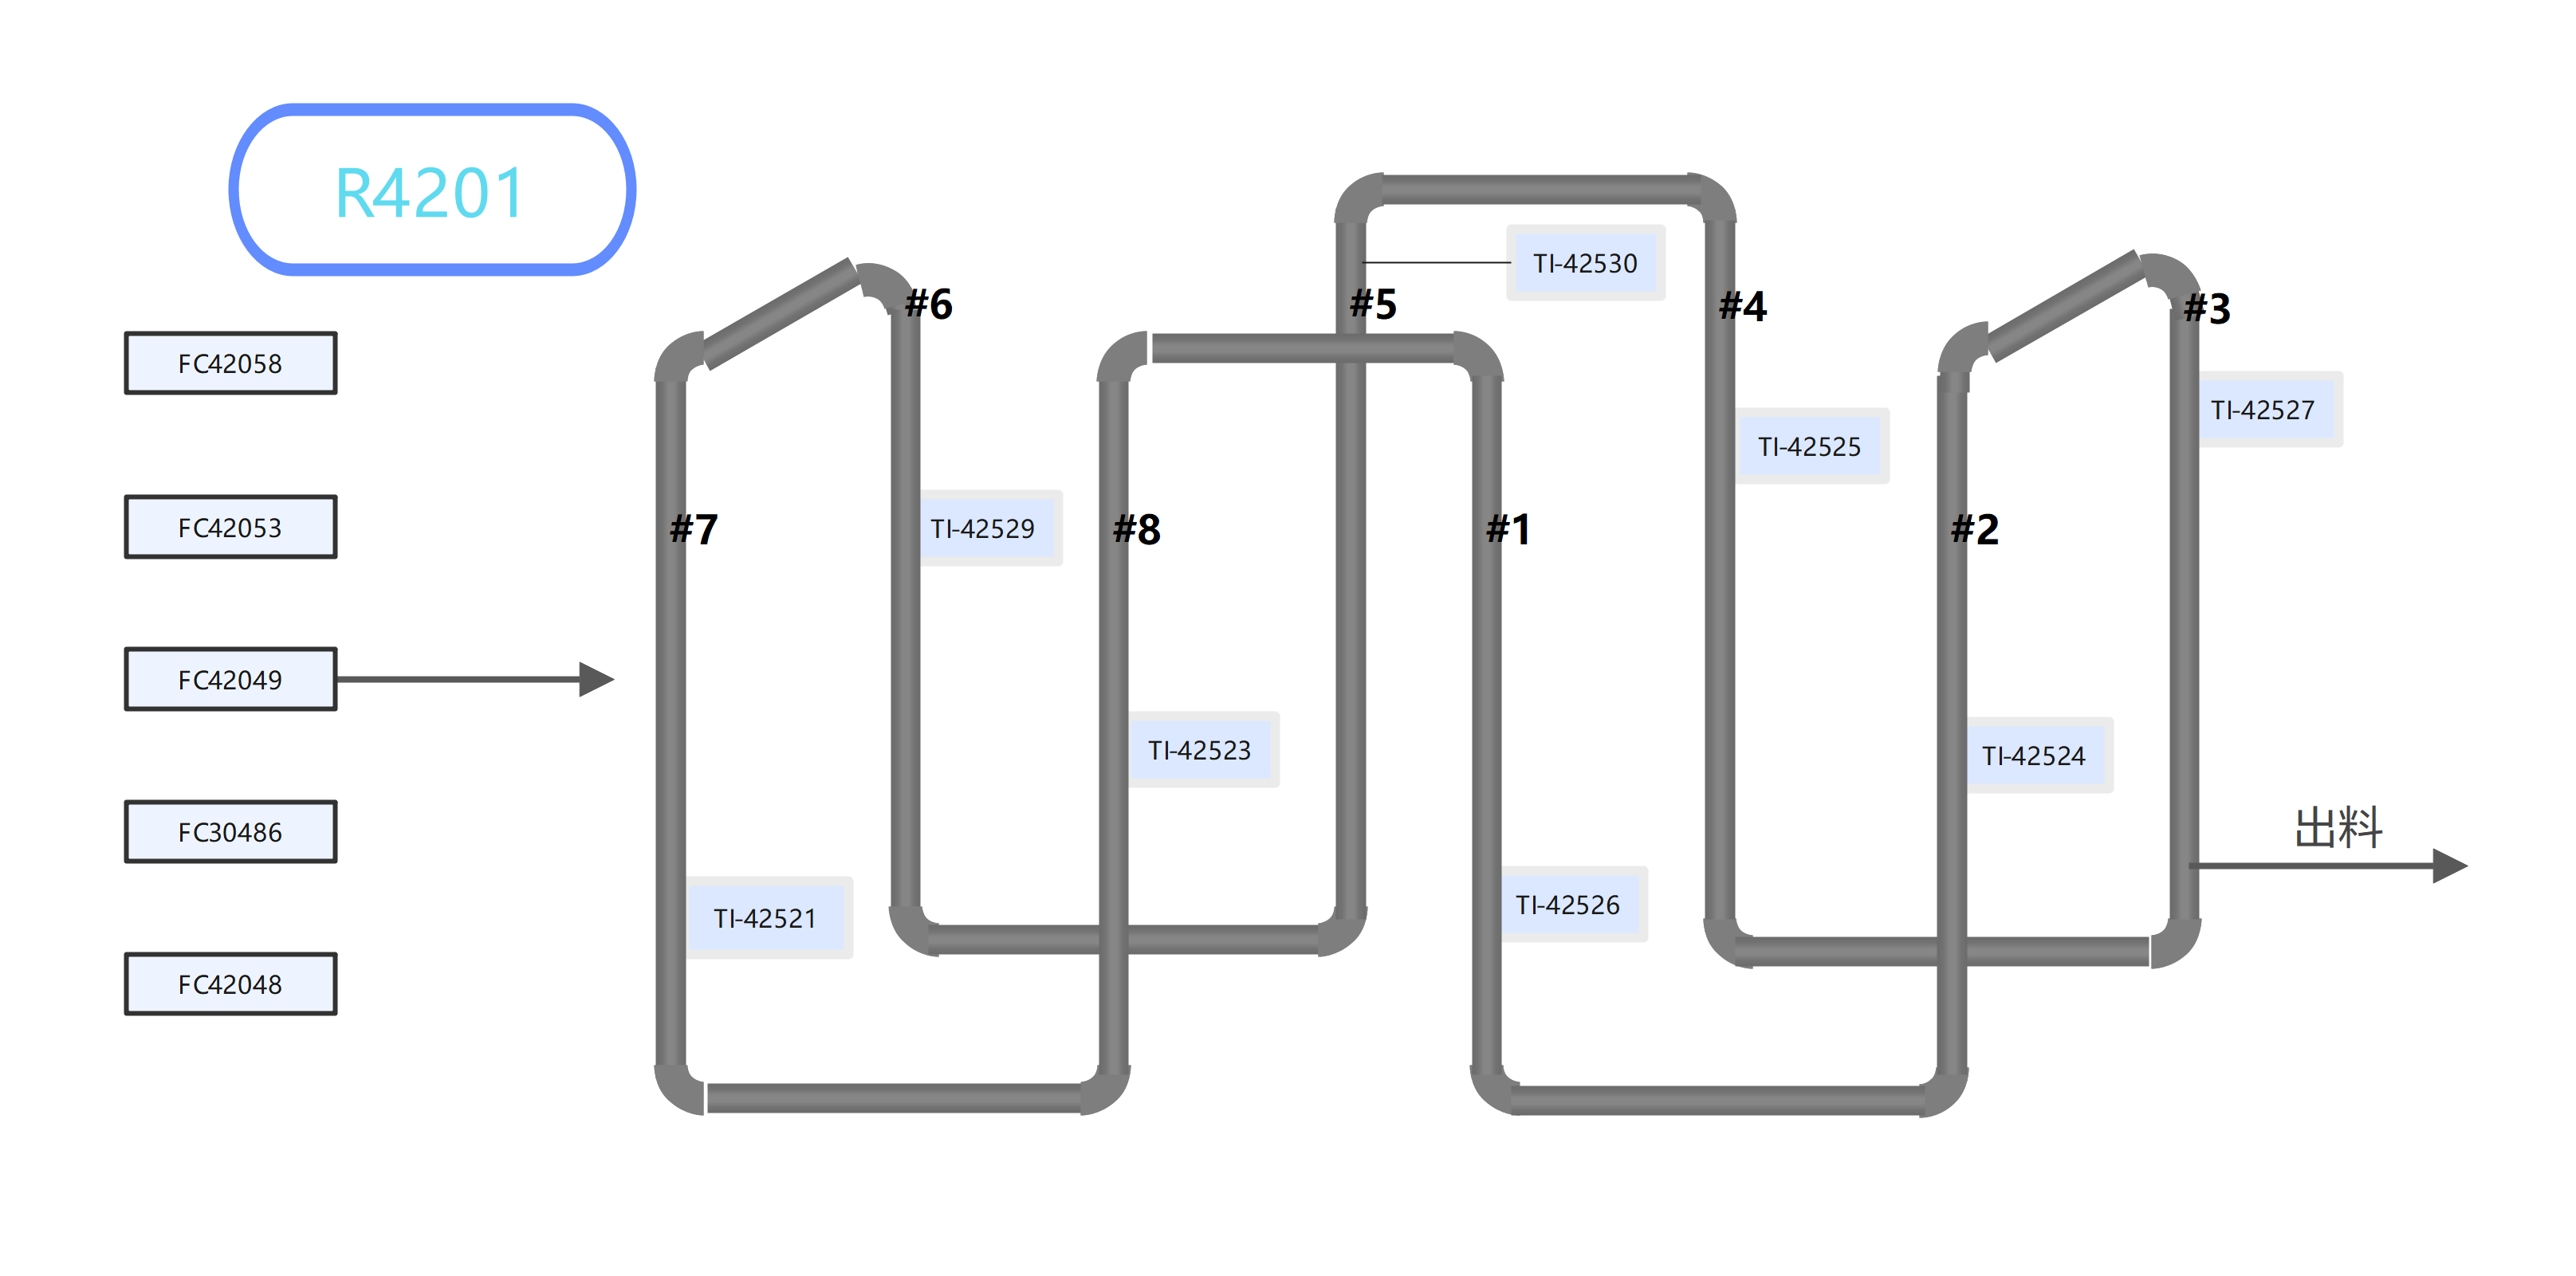 R4201
FC42058
FC42053
FC42049
FC30486
FC42048
#6
#5
#4
#3
TI-42530
TI-42527
TI-42525
#7
TI-42529
#8
#1
#2
TI-42523
TI-42524
TI-42521
TI-42526
出料